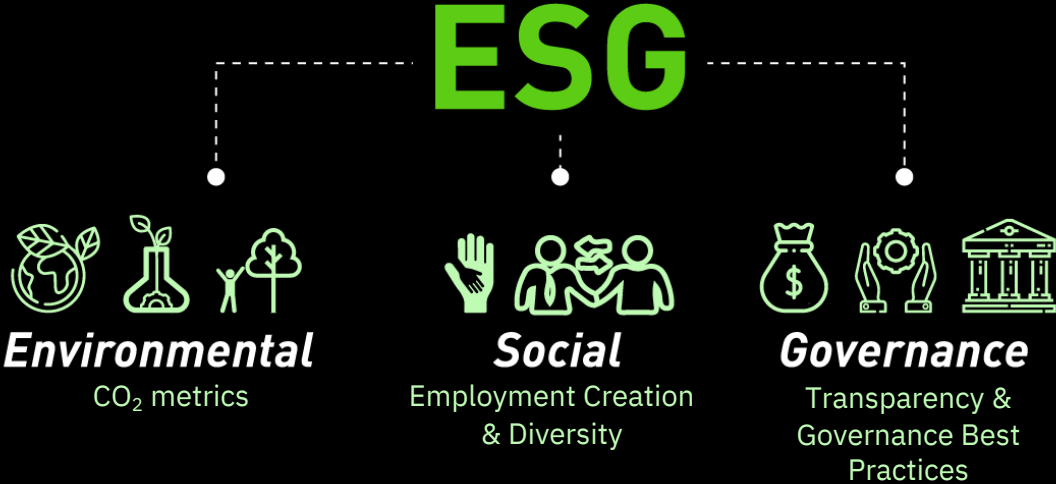 ESG
Environmental
CO₂ metrics
Social
Employment Creation
& Diversity
$
Governance
Transparency &
Governance Best
Practices